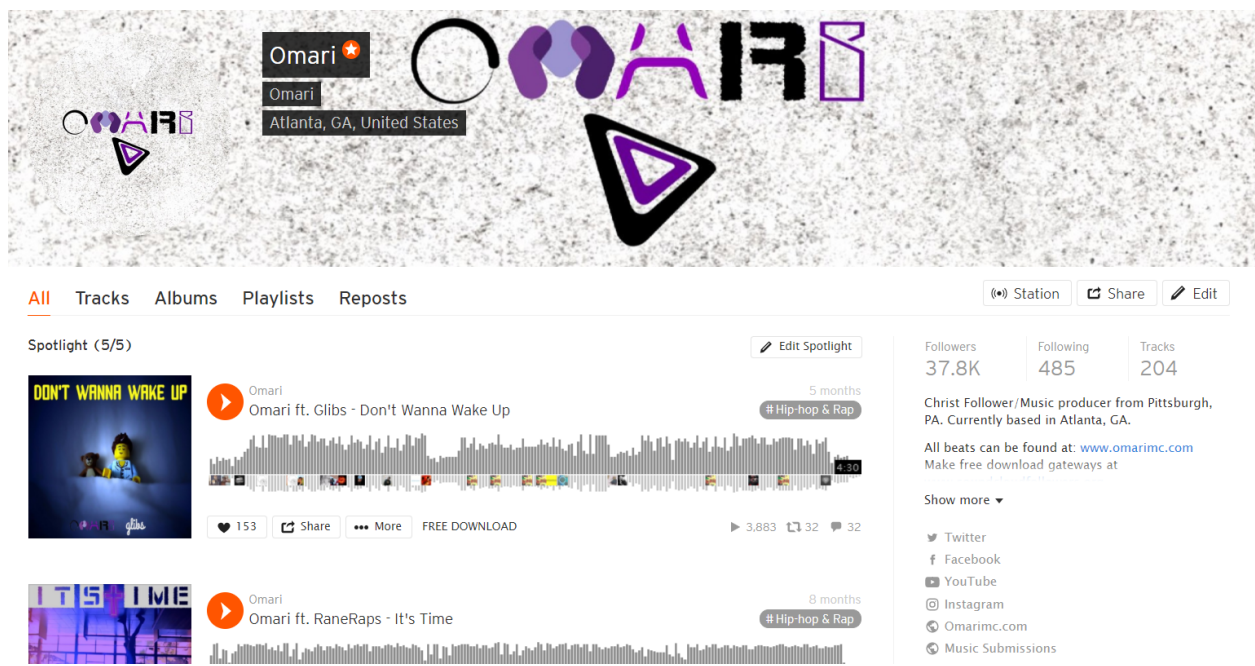 OMARI
Omari
Omari
Atlanta, GA, United States
OMARI
All Tracks Albums Playlists Reposts
Station Share Edit
Spotlight (5/5)
Edit Spotlight
DON'T WANNA WAKE UP
OMARI glibs
Omari
5 months
Omari ft. Glibs - Don't Wanna Wake Up
# Hip-hop & Rap
4:30
153 Share More FREE DOWNLOAD
3,883 32 32
ITS TIME
Omari
8 months
Omari ft. RaneRaps - It's Time
# Hip-hop & Rap
Followers Following Tracks
37.8K 485 204
Christ Follower/Music producer from Pittsburgh,
PA. Currently based in Atlanta, GA.
All beats can be found at: www.omarimc.com
Make free download gateways at
Show more
Twitter
Facebook
YouTube
Instagram
Omarimc.com
Music Submissions